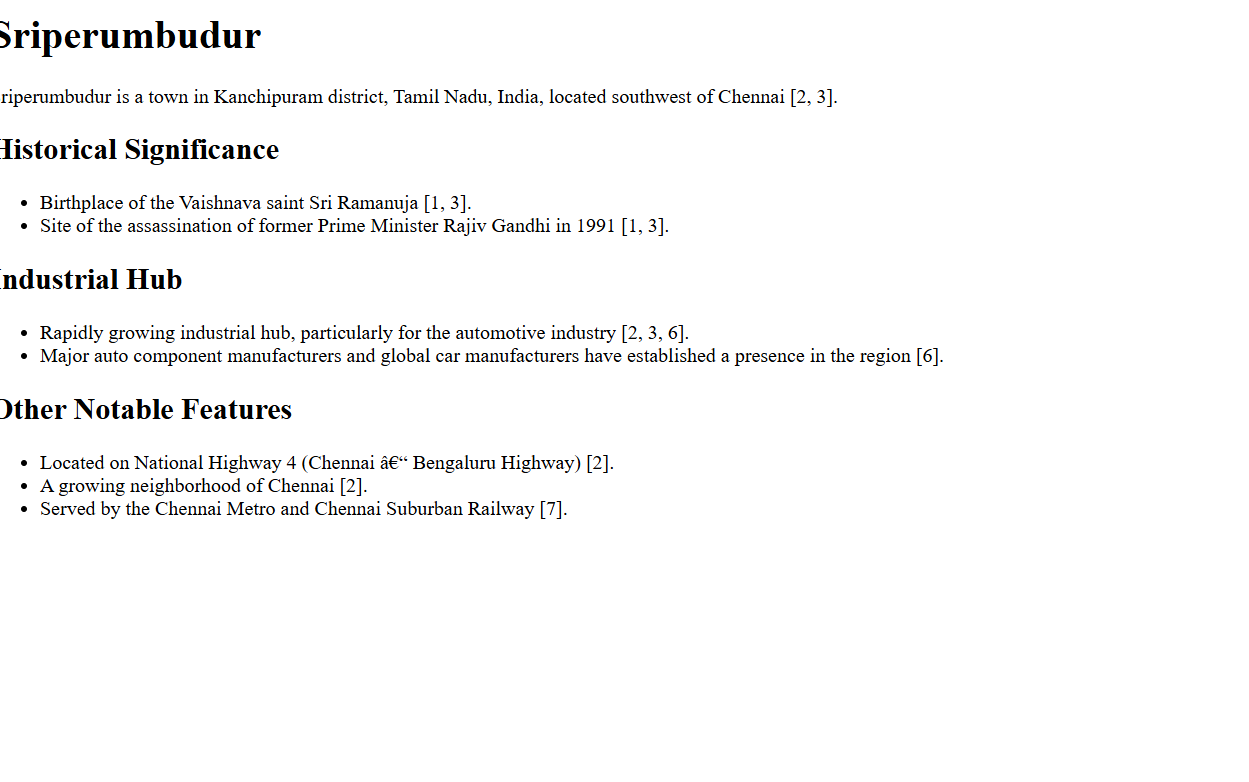 Sriperumbudur
riperumbudur is a town in Kanchipuram district, Tamil Nadu, India, located southwest of Chennai [2, 3].
Historical Significance
• Birthplace of the Vaishnava saint Sri Ramanuja [1, 3].
• Site of the assassination of former Prime Minister Rajiv Gandhi in 1991 [1, 3].
Industrial Hub
• Rapidly growing industrial hub, particularly for the automotive industry [2, 3, 6].
• Major auto component manufacturers and global car manufacturers have established a presence in the region [6].
Other Notable Features
• Located on National Highway 4 (Chennai â€“ Bengaluru Highway) [2].
• A growing neighborhood of Chennai [2].
• Served by the Chennai Metro and Chennai Suburban Railway [7].